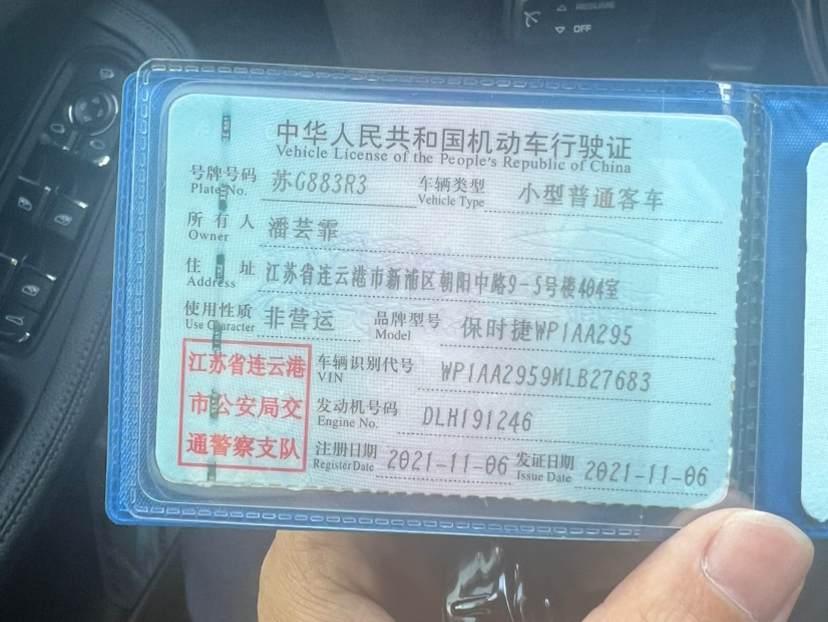 RESUME
OFF
中华人民共和国机动车行驶证
Vehicle License of the People's Republic of China
号牌号码 苏G883R3 车辆类型 小型普通客车
Plate No. Vehicle Type
所有人 潘芸霏
Owner
住址 江苏省连云港市新浦区朝阳中路9-5号楼404室
Address
使用性质 非营运 品牌型号 保时捷WP1AA295
Use Character Model
江苏省连云港 车辆识别代号 WP1AA2959MLB27683
VIN
市公安局交 发动机号码 DLH191246
Engine No.
通警察支队 注册日期 2021-11-06 发证日期 2021-11-06
Register Date Issue Date